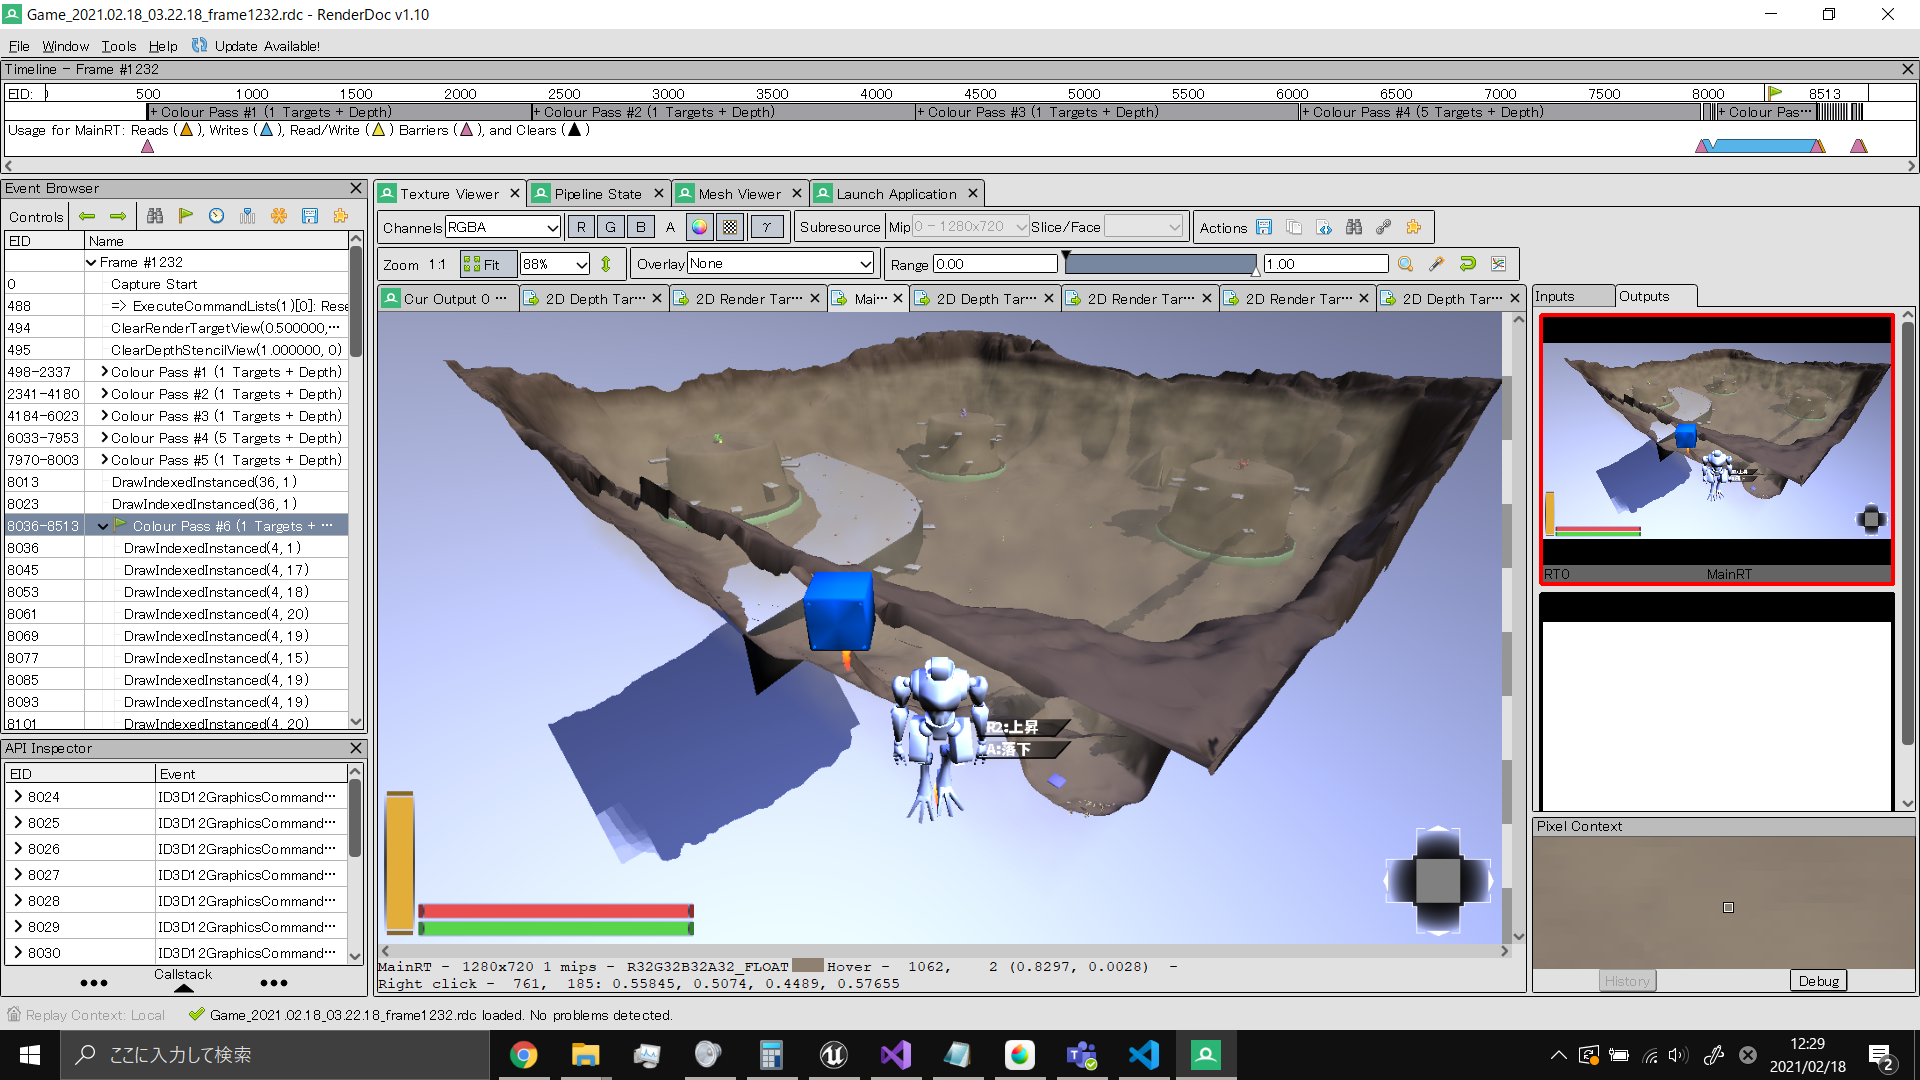 Game_2021.02.18_03.22.18_frame1232.rdc - RenderDoc v1.10
File Window Tools Help Update Available!
Timeline - Frame #1232
EID: 500 1000 1500 2000 2500 3000 3500 4000 4500 5000 5500 6000 6500 7000 7500 8000 8513
+ Colour Pass #1 (1 Targets + Depth) + Colour Pass #2 (1 Targets + Depth) + Colour Pass #3 (1 Targets + Depth) + Colour Pass #4 (5 Targets + Depth) + Colour Pas···
Usage for MainRT: Reads ( ), Writes ( ), Read/Write ( ) Barriers ( ), and Clears ( )
Event Browser
Controls
EID Name
Frame #1232
0 Capture Start
488 => ExecuteCommandLists(1)[0]: Rese
494 ClearRenderTargetView(0.500000,···
495 ClearDepthStencilView(1.000000, 0)
498-2337 Colour Pass #1 (1 Targets + Depth)
2341-4180 Colour Pass #2 (1 Targets + Depth)
4184-6023 Colour Pass #3 (1 Targets + Depth)
6033-7953 Colour Pass #4 (5 Targets + Depth)
7970-8003 Colour Pass #5 (1 Targets + Depth)
8013 DrawIndexedInstanced(36, 1)
8023 DrawIndexedInstanced(36, 1)
8036-8513 Colour Pass #6 (1 Targets + ···
8036 DrawIndexedInstanced(4, 1)
8045 DrawIndexedInstanced(4, 17)
8053 DrawIndexedInstanced(4, 18)
8061 DrawIndexedInstanced(4, 20)
8069 DrawIndexedInstanced(4, 19)
8077 DrawIndexedInstanced(4, 15)
8085 DrawIndexedInstanced(4, 19)
8093 DrawIndexedInstanced(4, 19)
8101 DrawIndexedInstanced(4, 20)
API Inspector
EID Event
8024 ID3D12GraphicsCommand···
8025 ID3D12GraphicsCommand···
8026 ID3D12GraphicsCommand···
8027 ID3D12GraphicsCommand···
8028 ID3D12GraphicsCommand···
8029 ID3D12GraphicsCommand···
8030 ID3D12GraphicsCommand···
Callstack
Texture Viewer Pipeline State Mesh Viewer Launch Application
Channels RGBA R G B A γ Subresource Mip 0 - 1280x720 Slice/Face Actions
Zoom 1:1 Fit 88% Overlay None Range 0.00 1.00
Cur Output 0 ··· 2D Depth Tar··· 2D Render Tar··· Mai··· 2D Depth Tar··· 2D Render Tar··· 2D Render Tar··· 2D Depth Tar···
R2:上昇
A:落下
MainRT - 1280x720 1 mips - R32G32B32A32_FLOAT Hover - 1062, 2 (0.8297, 0.0028) -
Right click - 761, 185: 0.55845, 0.5074, 0.4489, 0.57655
Inputs Outputs
RT0 MainRT
Pixel Context
History Debug
Replay Context: Local Game_2021.02.18_03.22.18_frame1232.rdc loaded. No problems detected.
ここに入力して検索
12:29
2021/02/18
2